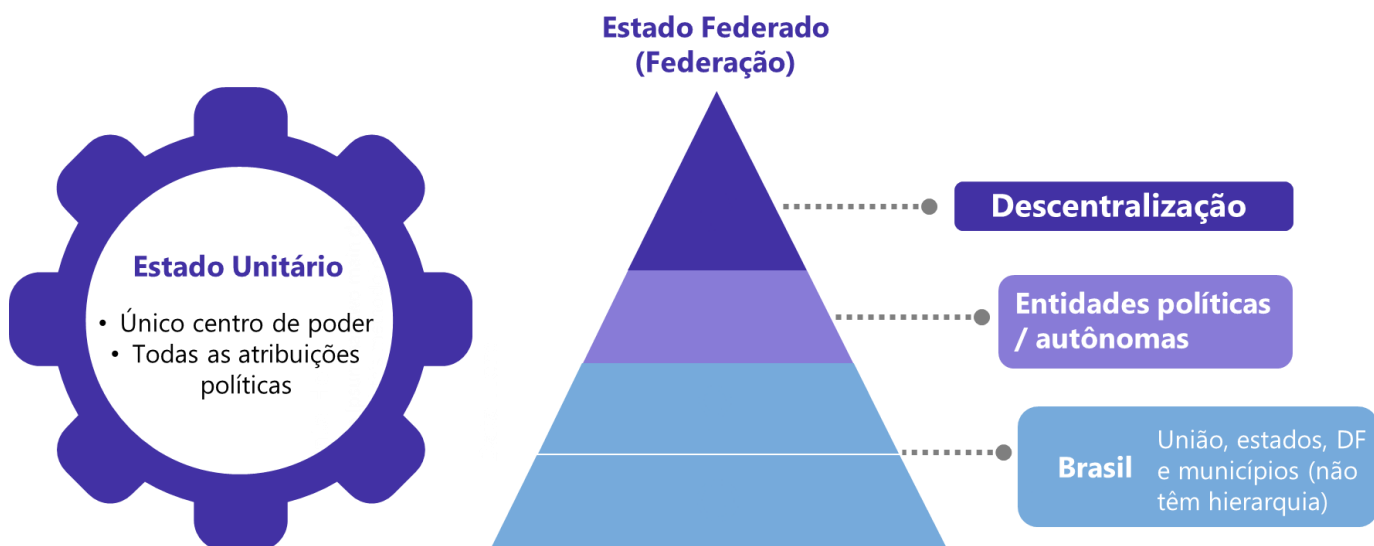 Estado Unitário
• Único centro de poder
• Todas as atribuições
políticas
Estado Federado
(Federação)
Descentralização
Entidades políticas
/ autônomas
Brasil
União, estados, DF
e municípios (não
têm hierarquia)